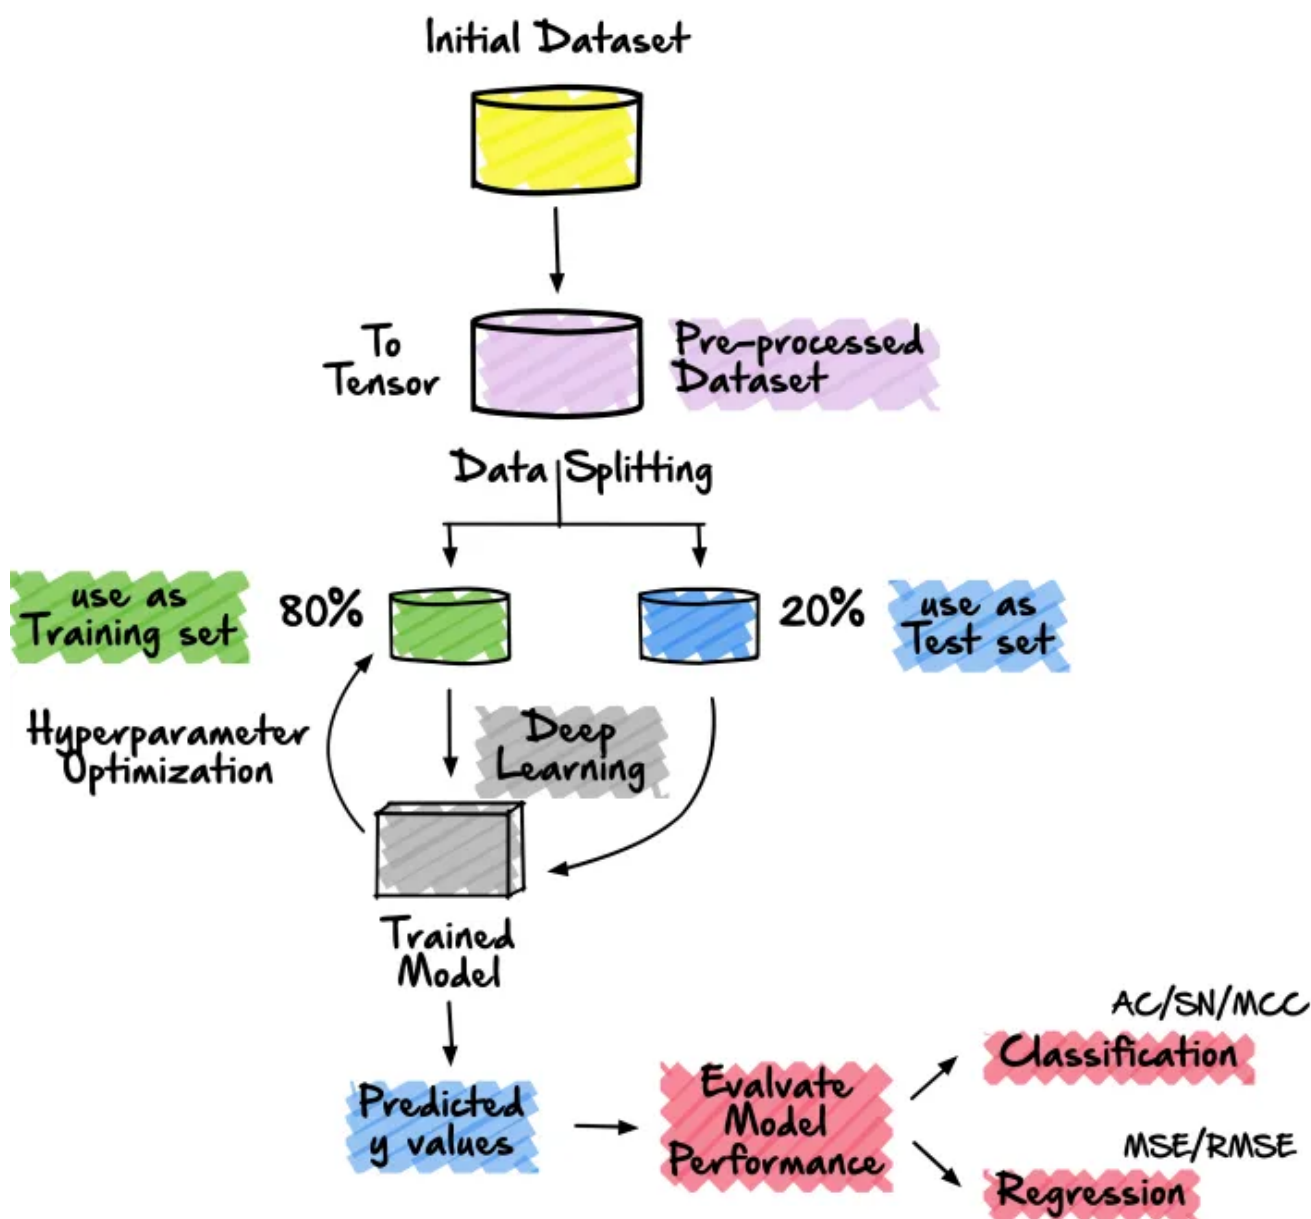 Initial Dataset
To
Tensor
Pre-processed
Dataset
Data Splitting
use as
Training set
80%
20%
use as
Test set
Hyperparameter
Optimization
Deep
Learning
Trained
Model
Predicted
y values
Evalvate
Model
Performance
AC/SN/MCC
Classification
MSE/RMSE
Regression